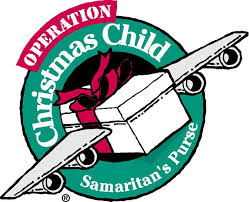 OPERATION
Christmas Child
Samaritan's Purse
®